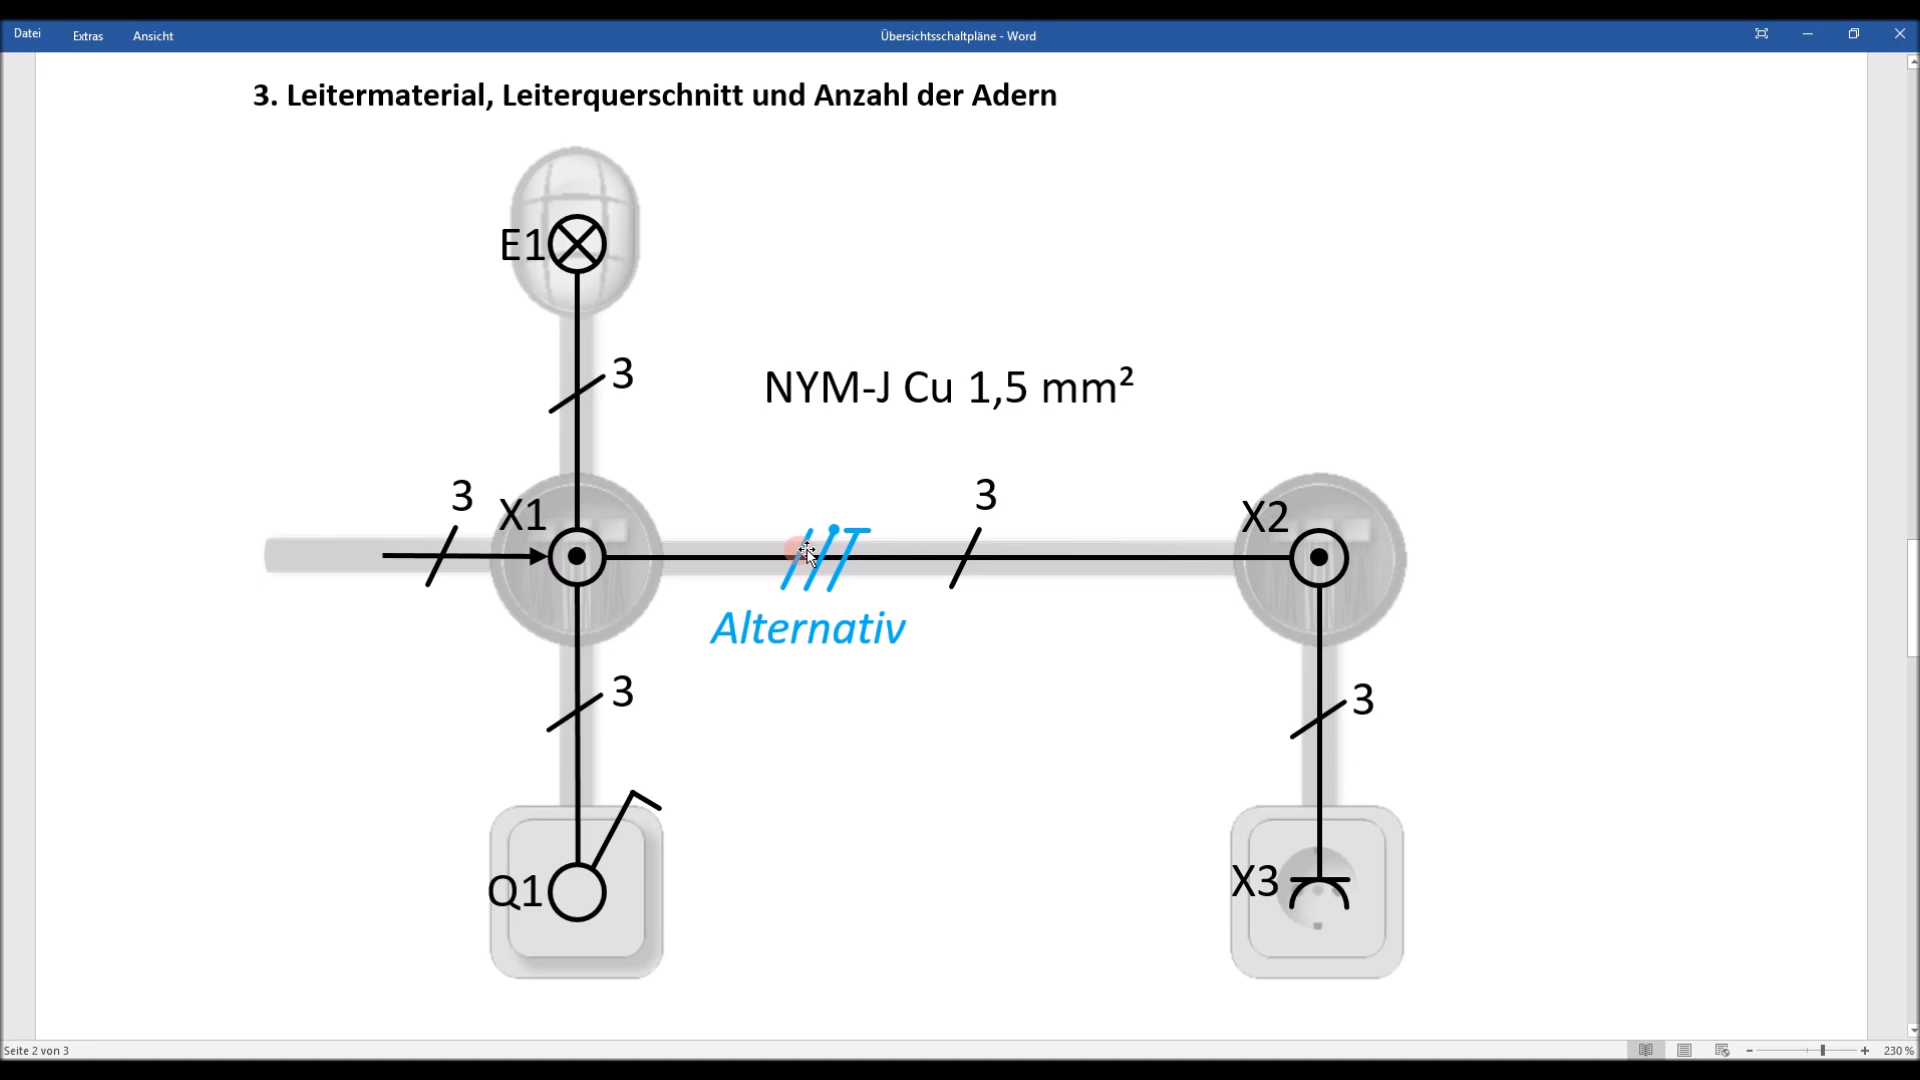 Datei Extras Ansicht Übersichtsschaltpläne - Word
3. Leitermaterial, Leiterquerschnitt und Anzahl der Adern
E1
3
NYM-J Cu 1,5 mm²
3
X1
3
X2
Alternativ
3
3
Q1
X3
Seite 2 von 3
230 %